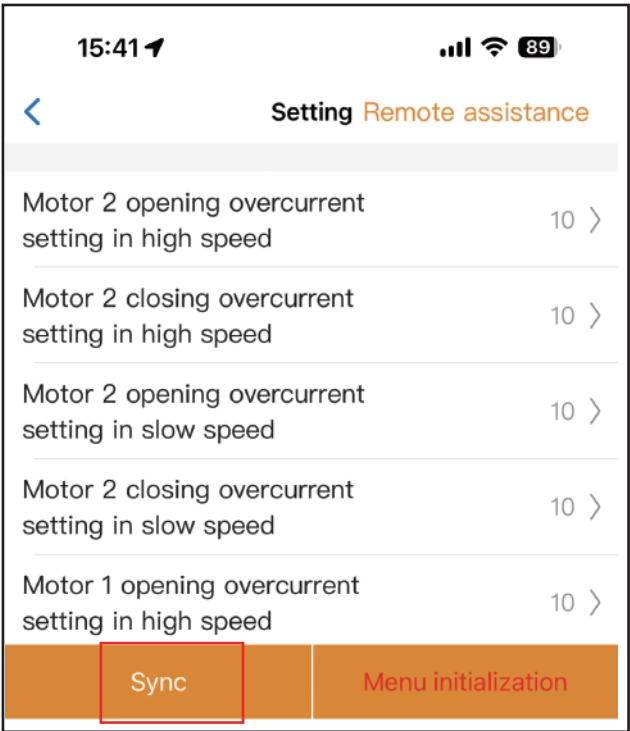 15:41
89
Setting Remote assistance
Motor 2 opening overcurrent
setting in high speed
10
Motor 2 closing overcurrent
setting in high speed
10
Motor 2 opening overcurrent
setting in slow speed
10
Motor 2 closing overcurrent
setting in slow speed
10
Motor 1 opening overcurrent
setting in high speed
10
Sync
Menu initialization